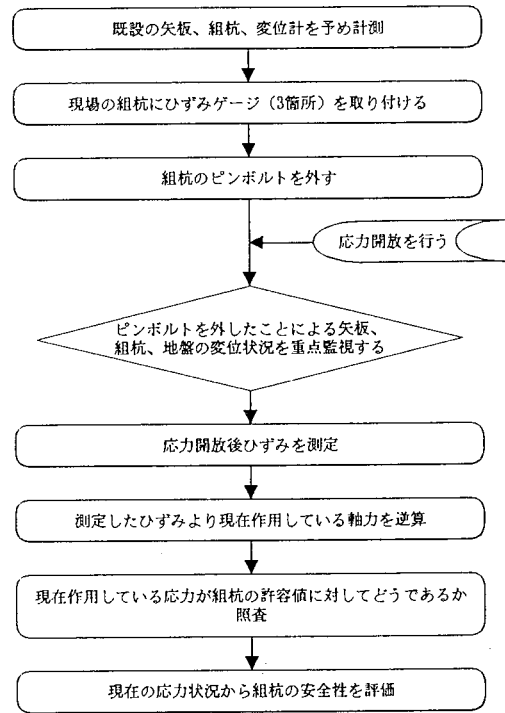 既設の矢板、組杭、変位計を予め計測
現場の組杭にひずみゲージ（3箇所）を取り付ける
組杭のピンボルトを外す
応力開放を行う
ピンボルトを外したことによる矢板、
組杭、地盤の変位状況を重点監視する
応力開放後ひずみを測定
測定したひずみより現在作用している軸力を逆算
現在作用している応力が組杭の許容値に対してどうであるか
照査
現在の応力状況から組杭の安全性を評価